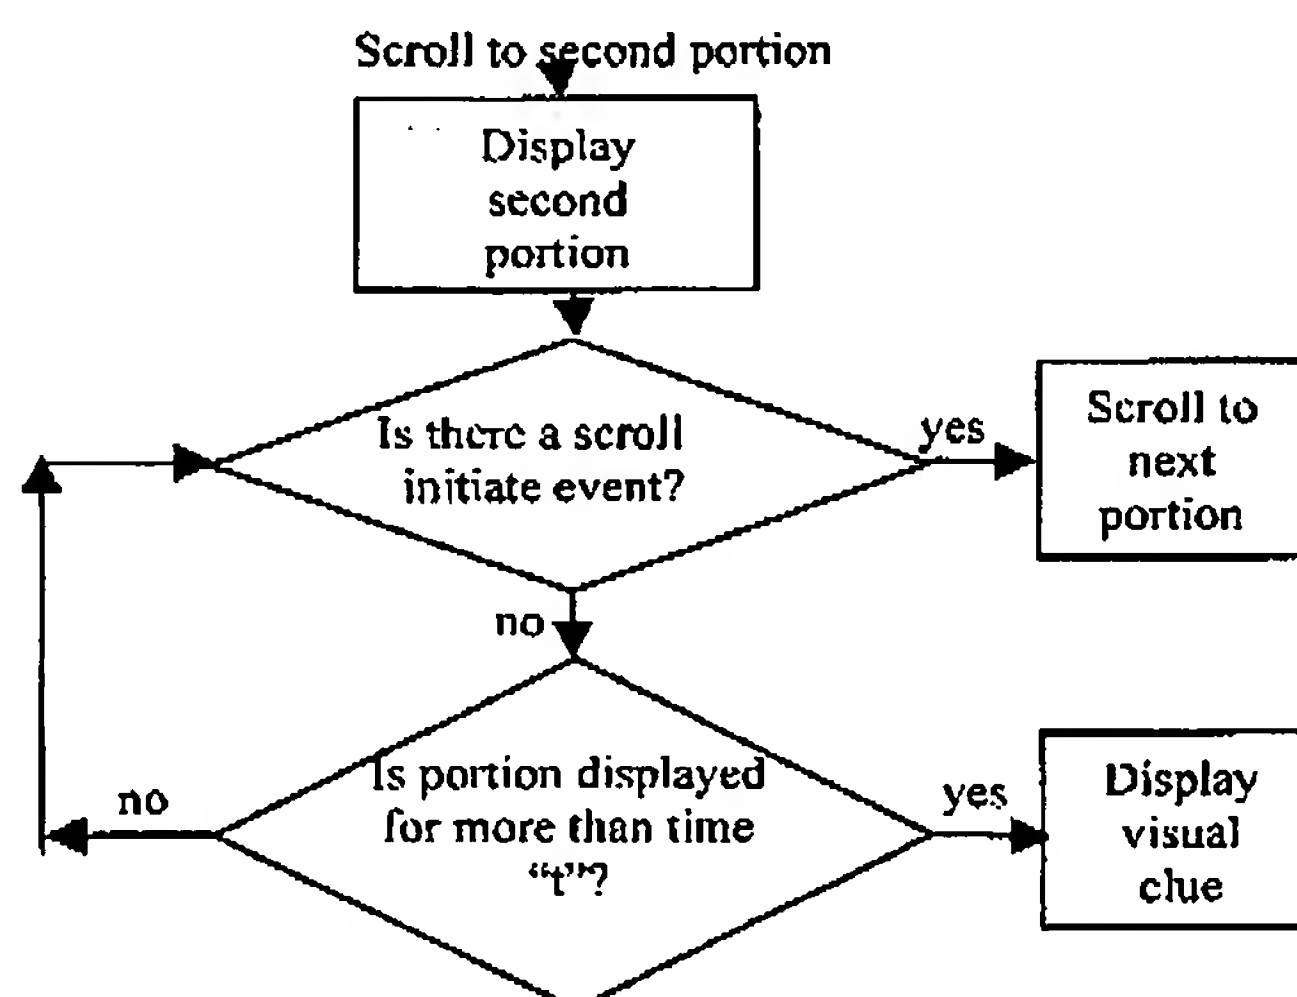 Scroll to second portion
Display
second
portion
Is there a scroll
initiate event?
yes
Scroll to
next
portion
no
Is portion displayed
for more than time
“t”?
no
yes
Display
visual
clue